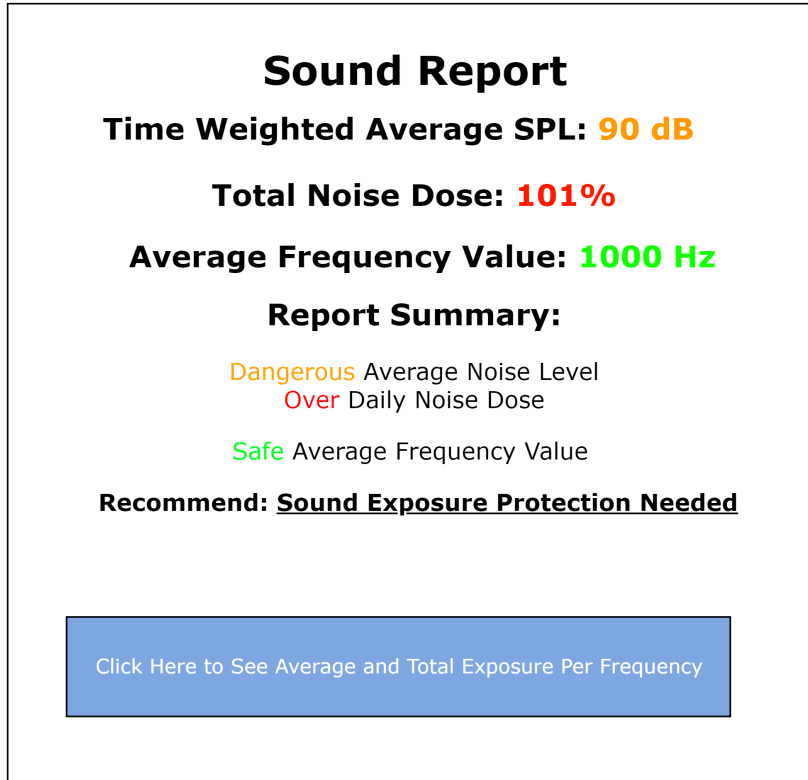 Sound Report
Time Weighted Average SPL: 90 dB
Total Noise Dose: 101%
Average Frequency Value: 1000 Hz
Report Summary:
Dangerous Average Noise Level
Over Daily Noise Dose
Safe Average Frequency Value
Recommend: Sound Exposure Protection Needed
Click Here to See Average and Total Exposure Per Frequency